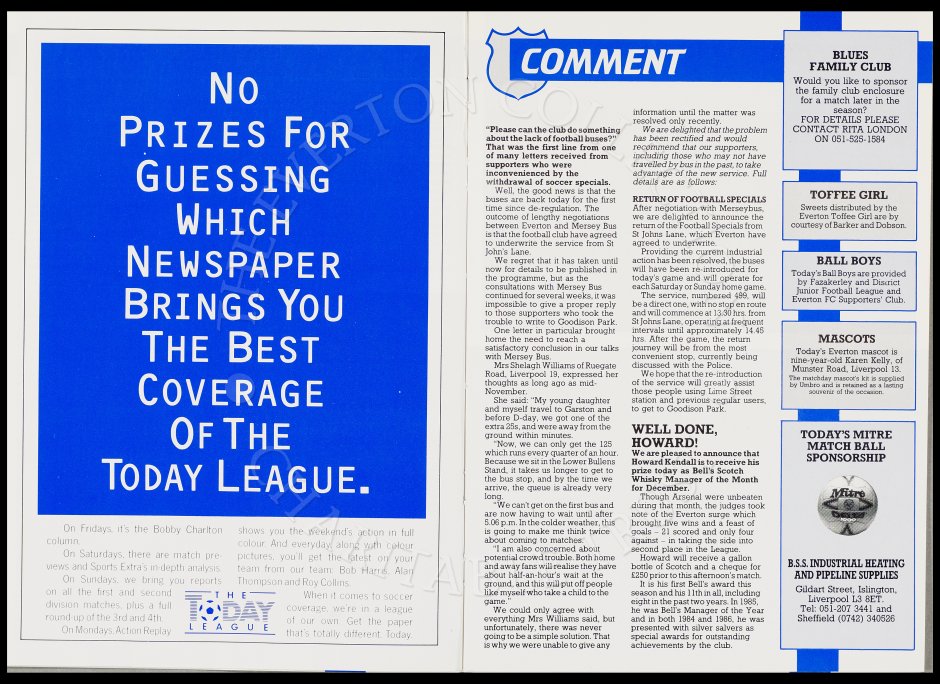 No
Prizes For
Guessing
Which
Newspaper
Brings You
The Best
Coverage
Of The
Today League.
On Fridays, it's the Bobby Charlton
column.
On Saturdays, there are match pre-
views and Sports Extra's in-depth analysis.
On Sundays, we bring you reports
on all the first and second
division matches, plus a full
round-up of the 3rd and 4th.
On Mondays, Action Replay
shows you the weekend's action in full
colour. And everyday along with colour
pictures, you'll get the latest on your
team from our team: Bob Harris, Alan
Thompson and Roy Collins.
When it comes to soccer
coverage, we're in a league
of our own. Get the paper
that's totally different. Today.
THE
TODAY
LEAGUE
COMMENT
"Please can the club do something
about the lack of football buses?"
That was the first line from one
of many letters received from
supporters who were
inconvenienced by the
withdrawal of soccer specials.
Well, the good news is that the
buses are back today for the first
time since de-regulation. The
outcome of lengthy negotiations
between Everton and Mersey Bus
is that the football club have agreed
to underwrite the service from St
John's Lane.
We regret that it has taken until
now for details to be published in
the programme, but as the
consultations with Mersey Bus
continued for several weeks, it was
impossible to give a proper reply
to those supporters who took the
trouble to write to Goodison Park.
One letter in particular brought
home the need to reach a
satisfactory conclusion in our talks
with Mersey Bus.
Mrs Shelagh Williams of Ruegate
Road, Liverpool 19, expressed her
thoughts as long ago as mid-
November.
She said: "My young daughter
and myself travel to Garston and
before D-day, we got one of the
extra 25s, and were away from the
ground within minutes.
"Now, we can only get the 125
which runs every quarter of an hour.
Because we sit in the Lower Bullens
Stand, it takes us longer to get to
the bus stop, and by the time we
arrive, the queue is already very
long.
"We can't get on the first bus and
are now having to wait until after
5.06 p.m. In the colder weather, this
is going to make me think twice
about coming to matches.
"I am also concerned about
potential crowd trouble. Both home
and away fans will realise they have
about half-an-hour's wait at the
ground, and this will put off people
like myself who take a child to the
game."
We could only agree with
everything Mrs Williams said, but
unfortunately, there was never
going to be a simple solution. That
is why we were unable to give any
information until the matter was
resolved only recently.
We are delighted that the problem
has been rectified and would
recommend that our supporters,
including those who may not have
travelled by bus in the past, to take
advantage of the new service. Full
details are as follows:
RETURN OF FOOTBALL SPECIALS
After negotiation with Merseybus,
we are delighted to announce the
return of the Football Specials from
St Johns Lane, which Everton have
agreed to underwrite.
Providing the current industrial
action has been resolved, the buses
will have been re-introduced for
today's game and will operate for
each Saturday or Sunday home game.
The service, numbered 489, will
be a direct one, with no stop en route
and will commence at 13.30 hrs. from
St Johns Lane, operating at frequent
intervals until approximately 14.45
hrs. After the game, the return
journey will be from the most
convenient stop, currently being
discussed with the Police.
We hope that the re-introduction
of the service will greatly assist
those people using Lime Street
station and previous regular users,
to get to Goodison Park.
WELL DONE,
HOWARD!
We are pleased to announce that
Howard Kendall is to receive his
prize today as Bell's Scotch
Whisky Manager of the Month
for December.
Though Arsenal were unbeaten
during that month, the judges took
note of the Everton surge which
brought five wins and a feast of
goals – 21 scored and only four
against – in taking the side into
second place in the League.
Howard will receive a gallon
bottle of Scotch and a cheque for
£250 prior to this afternoon's match.
It is his first Bell's award this
season and his 11th in all, including
eight in the past two years. In 1985,
he was Bell's Manager of the Year
and in both 1984 and 1986, he was
presented with silver salvers as
special awards for outstanding
achievements by the club.
BLUES
FAMILY CLUB
Would you like to sponsor
the family club enclosure
for a match later in the
season?
FOR DETAILS PLEASE
CONTACT RITA LONDON
ON 051-525-1584
TOFFEE GIRL
Sweets distributed by the
Everton Toffee Girl are by
courtesy of Barker and Dobson.
BALL BOYS
Today's Ball Boys are provided
by Fazakerley and District
Junior Football League and
Everton FC Supporters' Club.
MASCOTS
Today's Everton mascot is
nine-year-old Karen Kelly, of
Munster Road, Liverpool 13.
The matchday mascot's kit is supplied
by Umbro and is retained as a lasting
souvenir of the occasion.
TODAY'S MITRE
MATCH BALL
SPONSORSHIP
Mitre
B.S.S. INDUSTRIAL HEATING
AND PIPELINE SUPPLIES
Gildart Street, Islington,
Liverpool L3 8ET.
Tel: 051-207 3441 and
Sheffield (0742) 340526